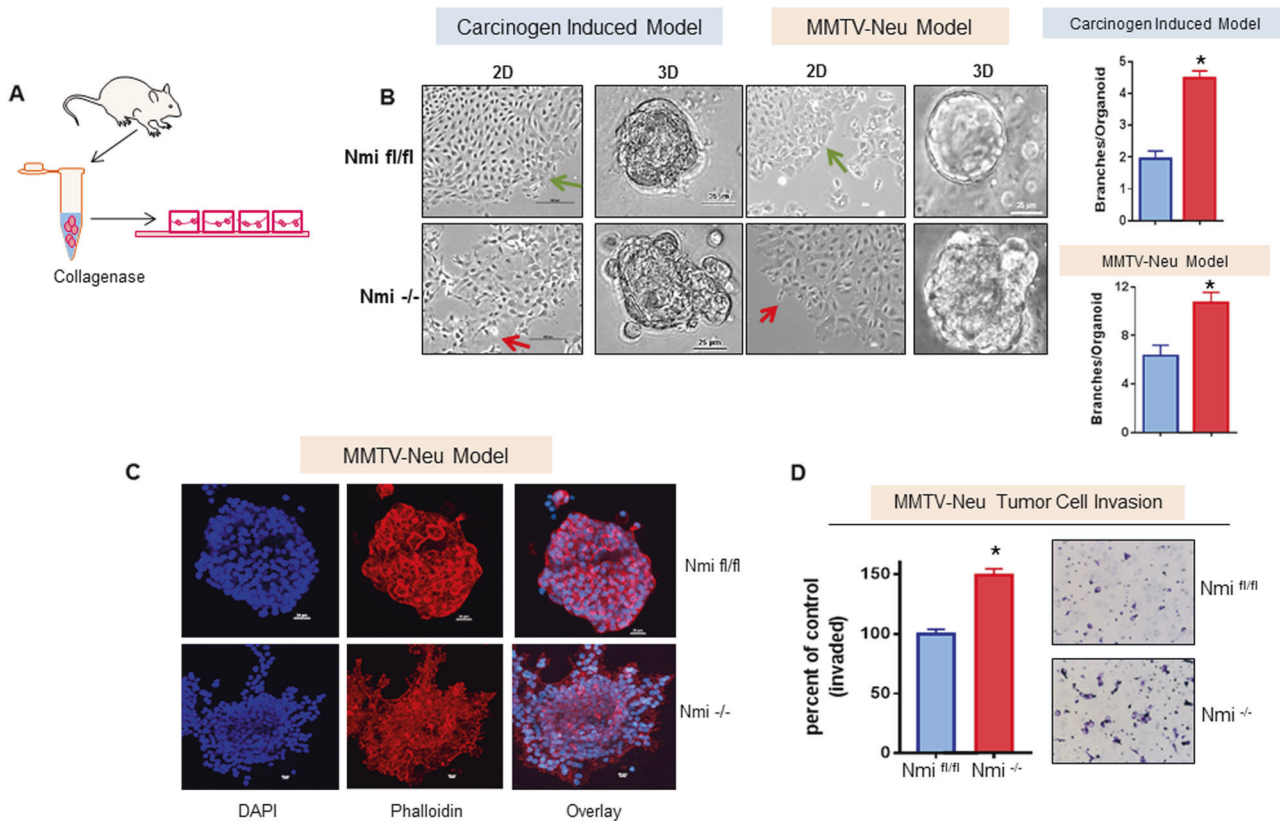 A
Collagenase
B
Carcinogen Induced Model
MMTV-Neu Model
2D
3D
2D
3D
Nmi fl/fl
25 µm
25 µm
Nmi -/-
25 µm
Carcinogen Induced Model
Branches/Organoid
5
4
3
2
1
0
*
MMTV-Neu Model
Branches/Organoid
12
9
6
3
0
*
C
MMTV-Neu Model
Nmi fl/fl
Nmi -/-
DAPI
Phalloidin
Overlay
D
MMTV-Neu Tumor Cell Invasion
percent of control
(invaded)
150
100
50
0
*
Nmi fl/fl
Nmi -/-
Nmi fl/fl
Nmi -/-